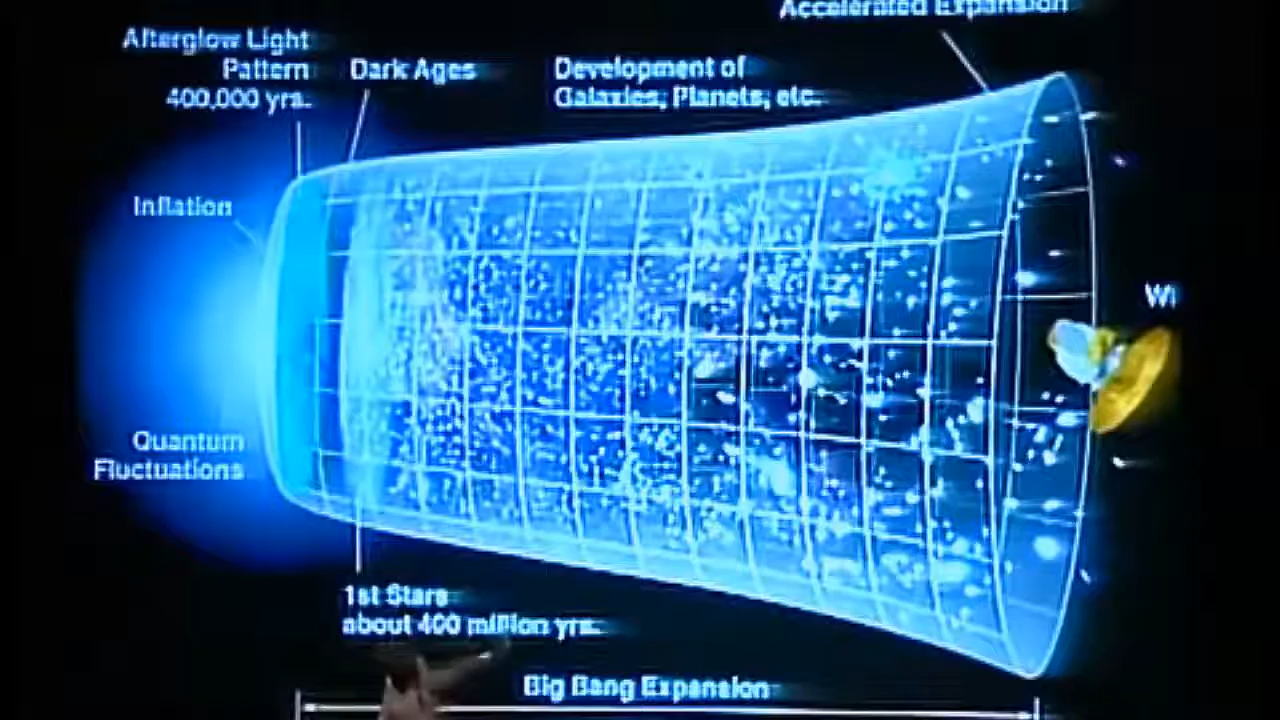 Accelerated Expansion
Afterglow Light
Pattern
400,000 yrs.
Dark Ages
Development of
Galaxies, Planets, etc.
Inflation
Wi
Quantum
Fluctuations
1st Stars
about 400 million yrs.
Big Bang Expansion